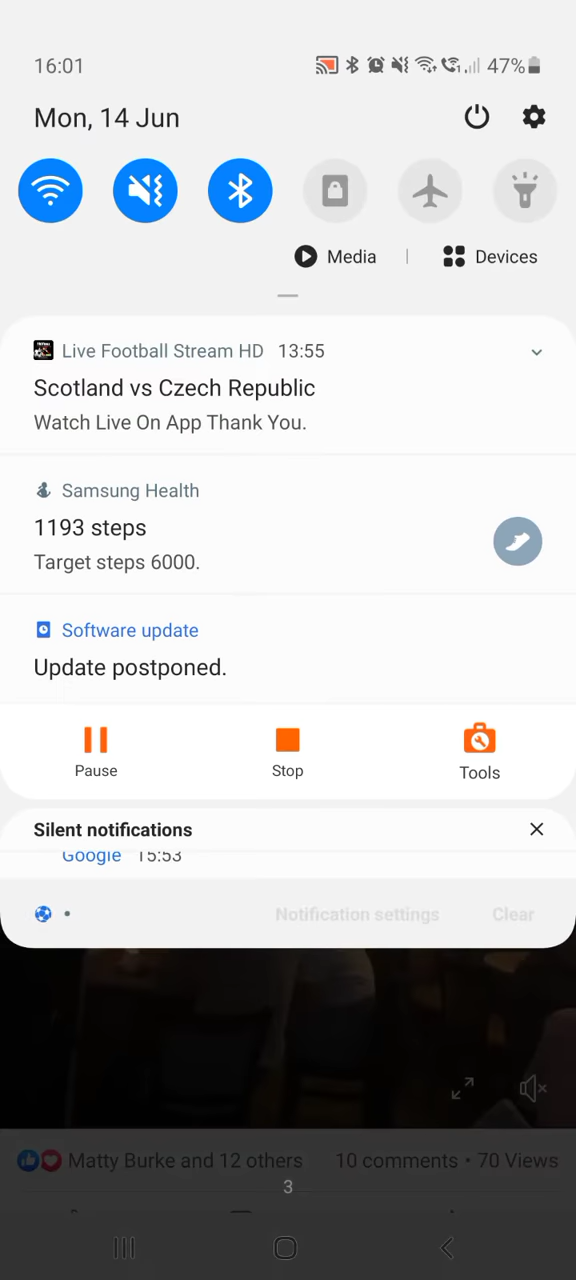 16:01
47%
Mon, 14 Jun
Media | Devices
Live Football Stream HD 13:55
Scotland vs Czech Republic
Watch Live On App Thank You.
Samsung Health
1193 steps
Target steps 6000.
Software update
Update postponed.
Pause
Stop
Tools
Silent notifications
Google 15:53
Notification settings
Clear
Matty Burke and 12 others
10 comments • 70 Views
3